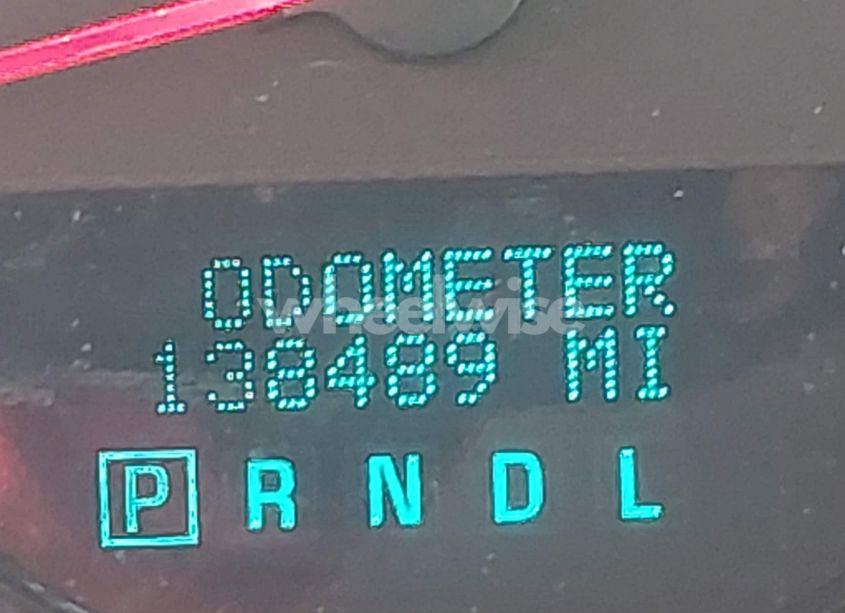 ODOMETER
wheelwise
138489 MI
P R N D L